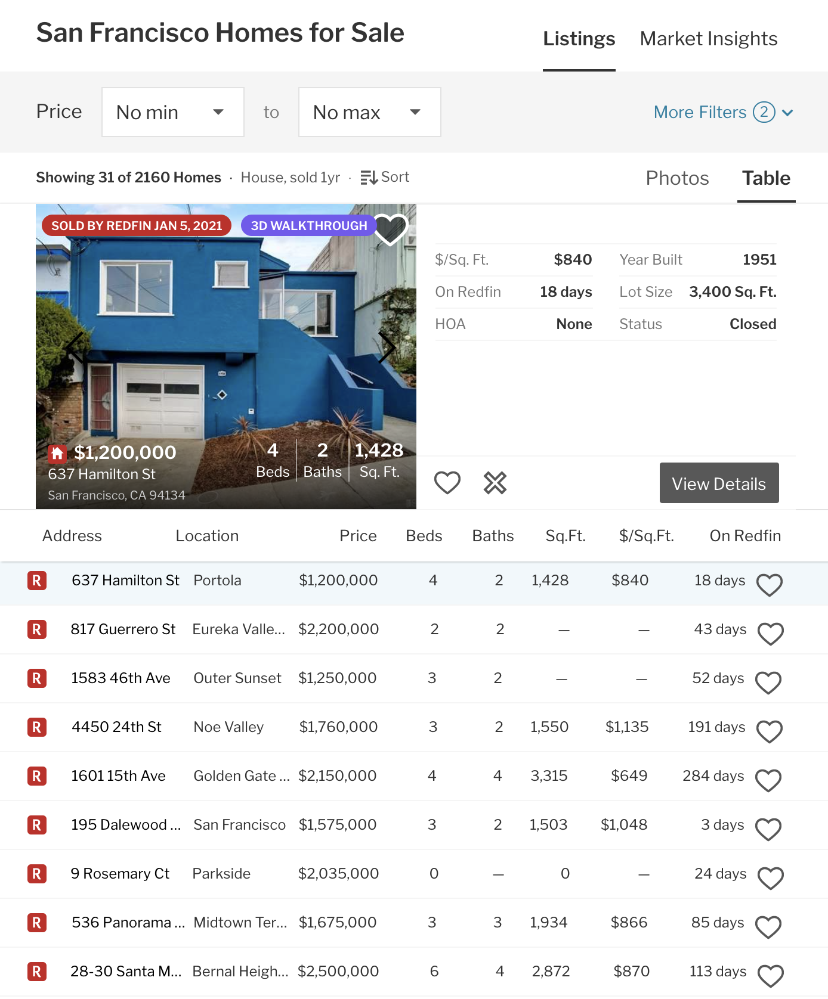 San Francisco Homes for Sale
Listings Market Insights
Price No min to No max More Filters 2
Showing 31 of 2160 Homes · House, sold 1yr · Sort
Photos Table
SOLD BY REDFIN JAN 5, 2021 3D WALKTHROUGH
$1,200,000
637 Hamilton St
San Francisco, CA 94134
4 Beds
2 Baths
1,428 Sq. Ft.
$/Sq. Ft. $840 Year Built 1951
On Redfin 18 days Lot Size 3,400 Sq. Ft.
HOA None Status Closed
View Details
Address Location Price Beds Baths Sq.Ft. $/Sq.Ft. On Redfin
R 637 Hamilton St Portola $1,200,000 4 2 1,428 $840 18 days
R 817 Guerrero St Eureka Valle... $2,200,000 2 2 — — 43 days
R 1583 46th Ave Outer Sunset $1,250,000 3 2 — — 52 days
R 4450 24th St Noe Valley $1,760,000 3 2 1,550 $1,135 191 days
R 1601 15th Ave Golden Gate ... $2,150,000 4 4 3,315 $649 284 days
R 195 Dalewood ... San Francisco $1,575,000 3 2 1,503 $1,048 3 days
R 9 Rosemary Ct Parkside $2,035,000 0 — 0 — 24 days
R 536 Panorama ... Midtown Ter... $1,675,000 3 3 1,934 $866 85 days
R 28-30 Santa M... Bernal Heigh... $2,500,000 6 4 2,872 $870 113 days